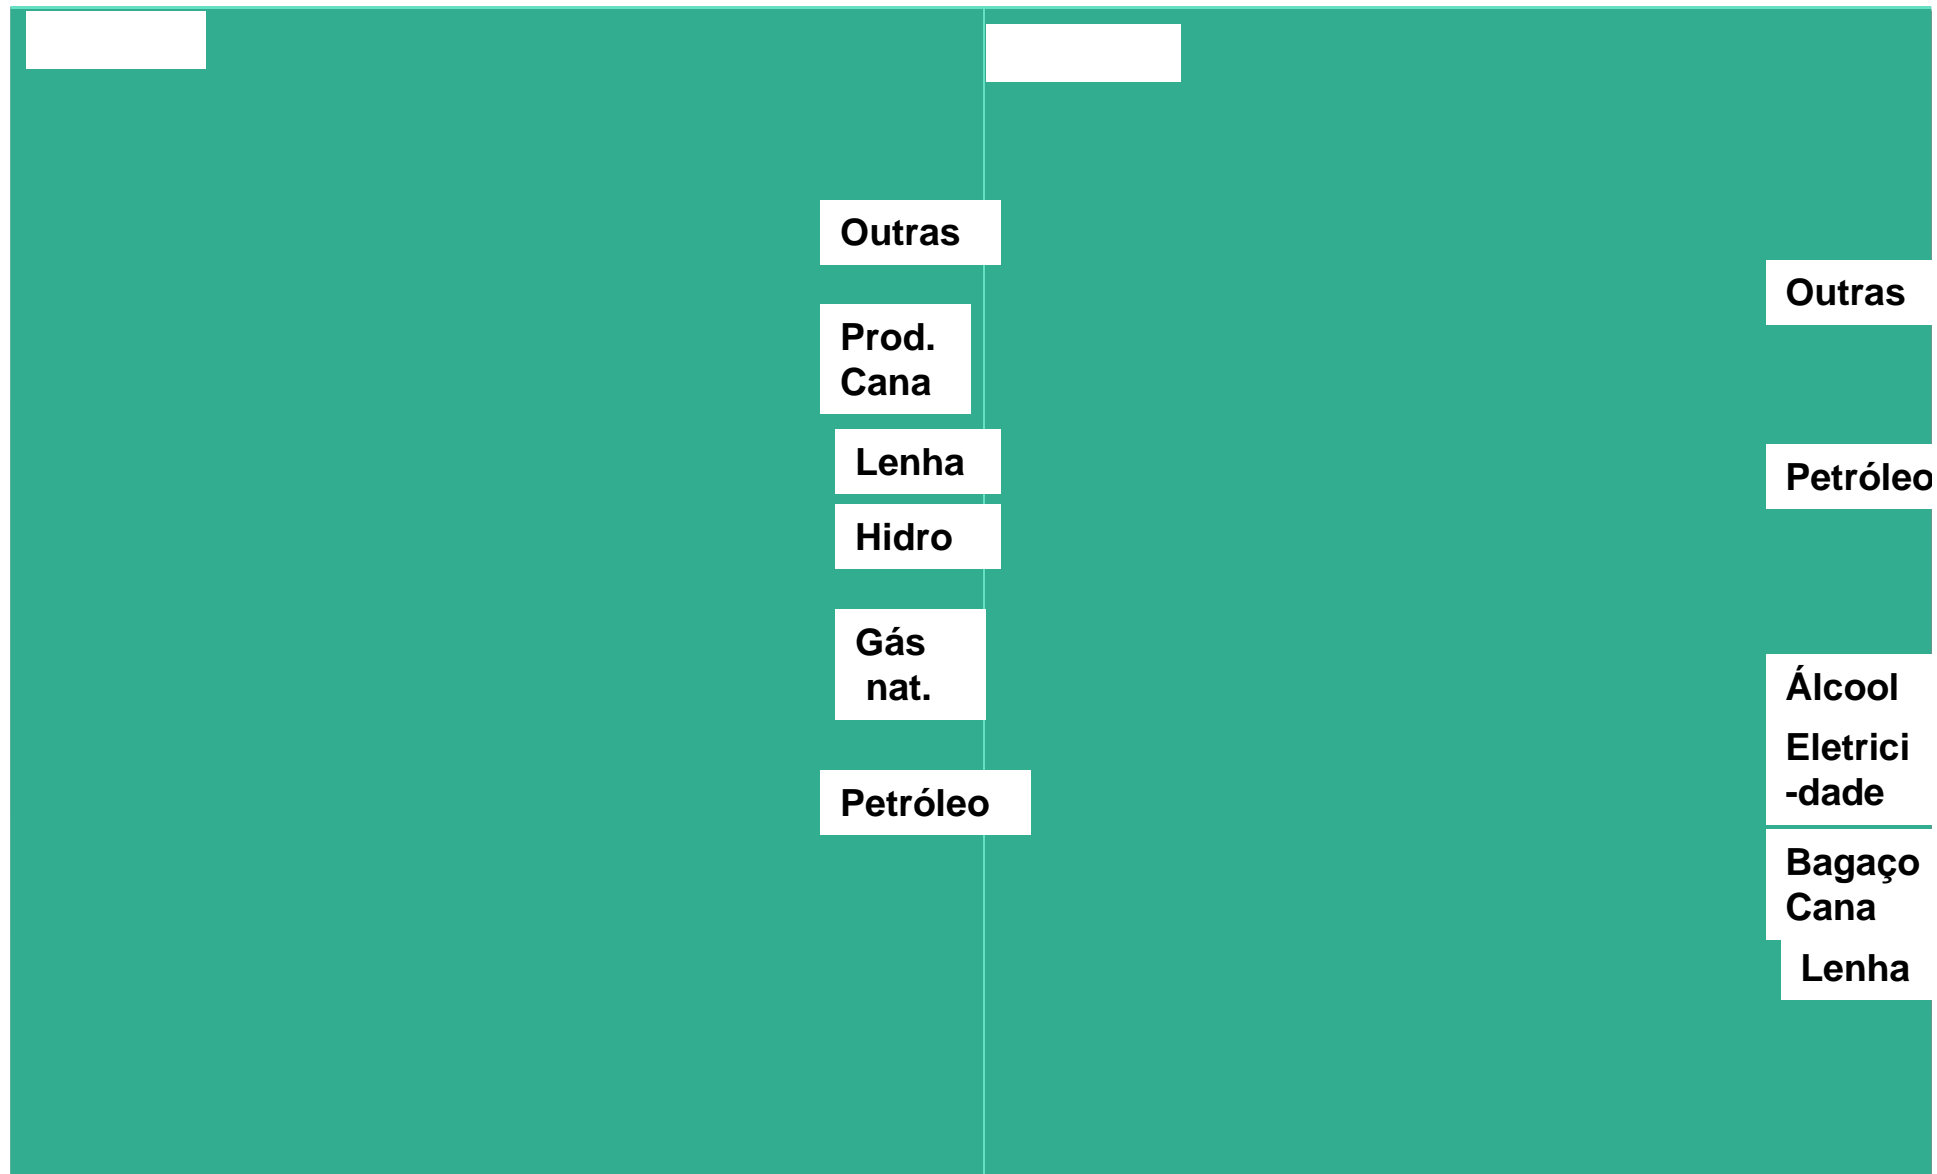 Outras
Prod.
Cana
Lenha
Hidro
Gás
nat.
Petróleo
Outras
Petróleo
Álcool
Eletrici
-dade
Bagaço
Cana
Lenha